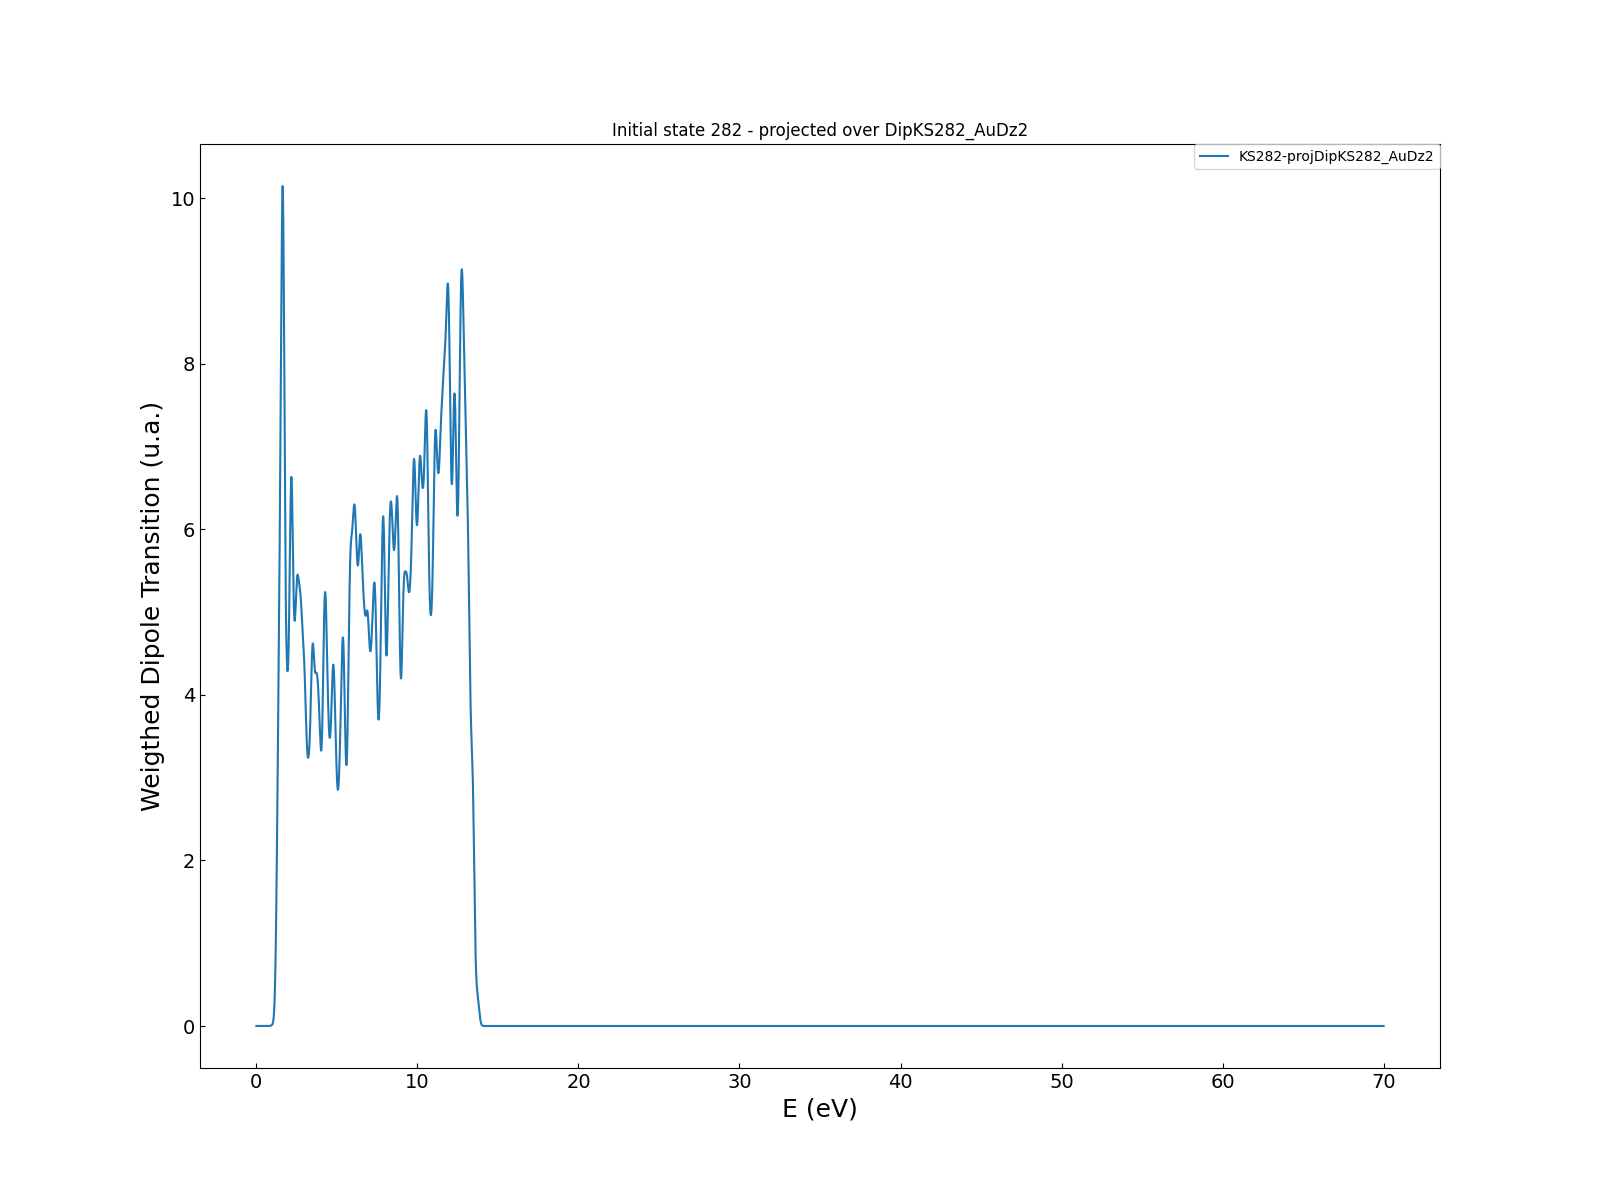 Initial state 282 - projected over DipKS282_AuDz2
KS282-projDipKS282_AuDz2
Weigthed Dipole Transition (u.a.)
10
8
6
4
2
0
0 10 20 30 40 50 60 70
E (eV)